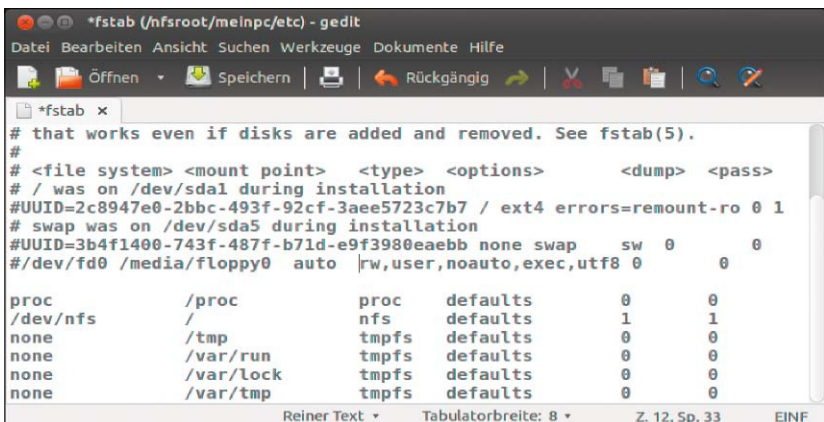 *fstab (/nfsroot/meinpc/etc) - gedit
Datei Bearbeiten Ansicht Suchen Werkzeuge Dokumente Hilfe
Öffnen Speichern Rückgängig
*fstab x
# that works even if disks are added and removed. See fstab(5).
#
# <file system> <mount point> <type> <options> <dump> <pass>
# / was on /dev/sda1 during installation
#UUID=2c8947e0-2bbc-493f-92cf-3aee5723c7b7 / ext4 errors=remount-ro 0 1
# swap was on /dev/sda5 during installation
#UUID=3b4f1400-743f-487f-b71d-e9f3980eaebb none swap sw 0 0
#/dev/fd0 /media/floppy0 auto rw,user,noauto,exec,utf8 0 0
proc /proc proc defaults 0 0
/dev/nfs / nfs defaults 1 1
none /tmp tmpfs defaults 0 0
none /var/run tmpfs defaults 0 0
none /var/lock tmpfs defaults 0 0
none /var/tmp tmpfs defaults 0 0
Reiner Text Tabulatorbreite: 8 Z. 12, Sp. 33 EINF